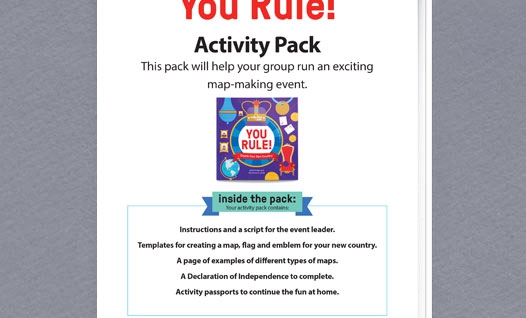 You Rule!
Activity Pack
This pack will help your group run an exciting
map-making event.
YOU
RULE!
inside the pack:
Your activity pack contains:
Instructions and a script for the event leader.
Templates for creating a map, flag and emblem for your new country.
A page of examples of different types of maps.
A Declaration of Independence to complete.
Activity passports to continue the fun at home.